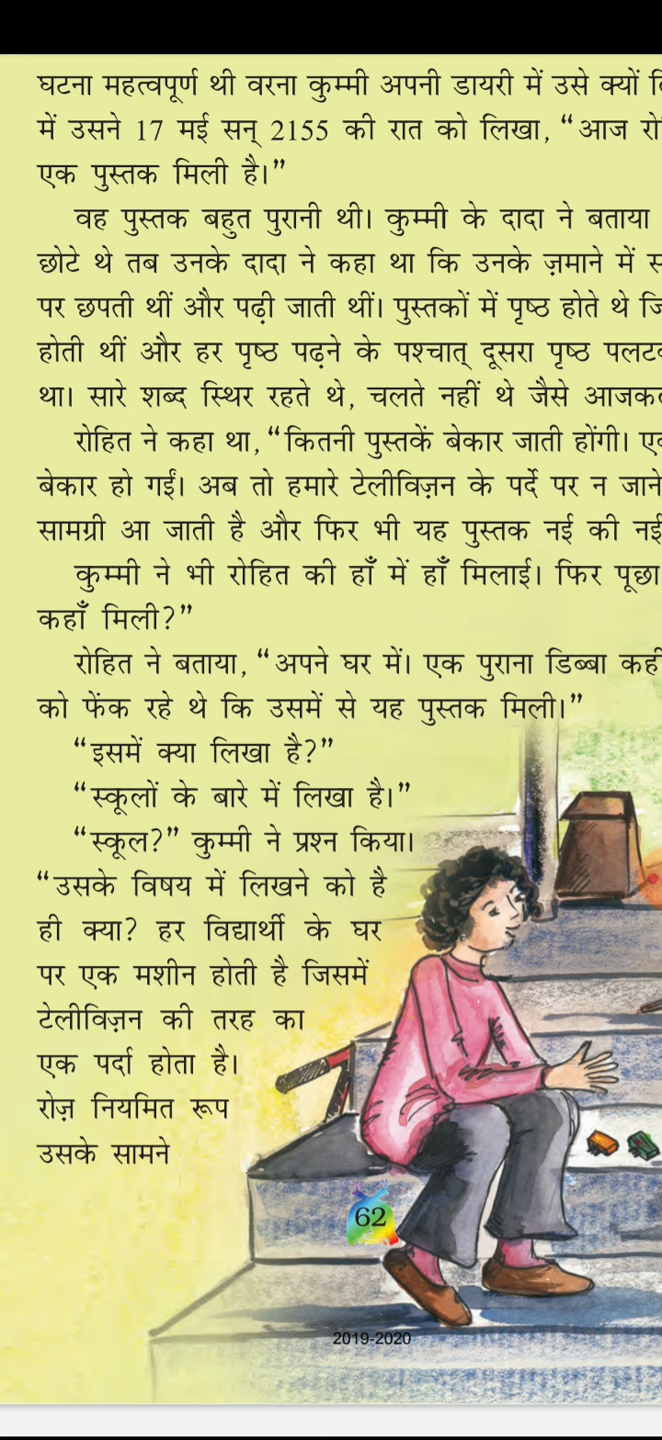 घटना महत्वपूर्ण थी वरना कुम्मी अपनी डायरी में उसे क्यों
में उसने 17 मई सन् 2155 की रात को लिखा, “आज
एक पुस्तक मिली है।”
वह पुस्तक बहुत पुरानी थी। कुम्मी के दादा ने बताया
छोटे थे तब उनके दादा ने कहा था कि उनके ज़माने में
पर छपती थीं और पढ़ी जाती थीं। पुस्तकों में पृष्ठ होते थे
होती थीं और हर पृष्ठ पढ़ने के पश्चात् दूसरा पृष्ठ
था। सारे शब्द स्थिर रहते थे, चलते नहीं थे जैसे
रोहित ने कहा था, “कितनी पुस्तकें बेकार जाती होंगी।
बेकार हो गईं। अब तो हमारे टेलीविज़न के पर्दे पर न जाने
सामग्री आ जाती है और फिर भी यह पुस्तक नई की नई
कुम्मी ने भी रोहित की हाँ में हाँ मिलाई। फिर पूछा
कहाँ मिली?”
रोहित ने बताया, “अपने घर में। एक पुराना डिब्बा कहीं
को फेंक रहे थे कि उसमें से यह पुस्तक मिली।”
“इसमें क्या लिखा है?”
“स्कूलों के बारे में लिखा है।”
“स्कूल?” कुम्मी ने प्रश्न किया।
“उसके विषय में लिखने को है
ही क्या? हर विद्यार्थी के घर
पर एक मशीन होती है जिसमें
टेलीविज़न की तरह का
एक पर्दा होता है।
रोज़ नियमित रूप
उसके सामने
62
2019-2020